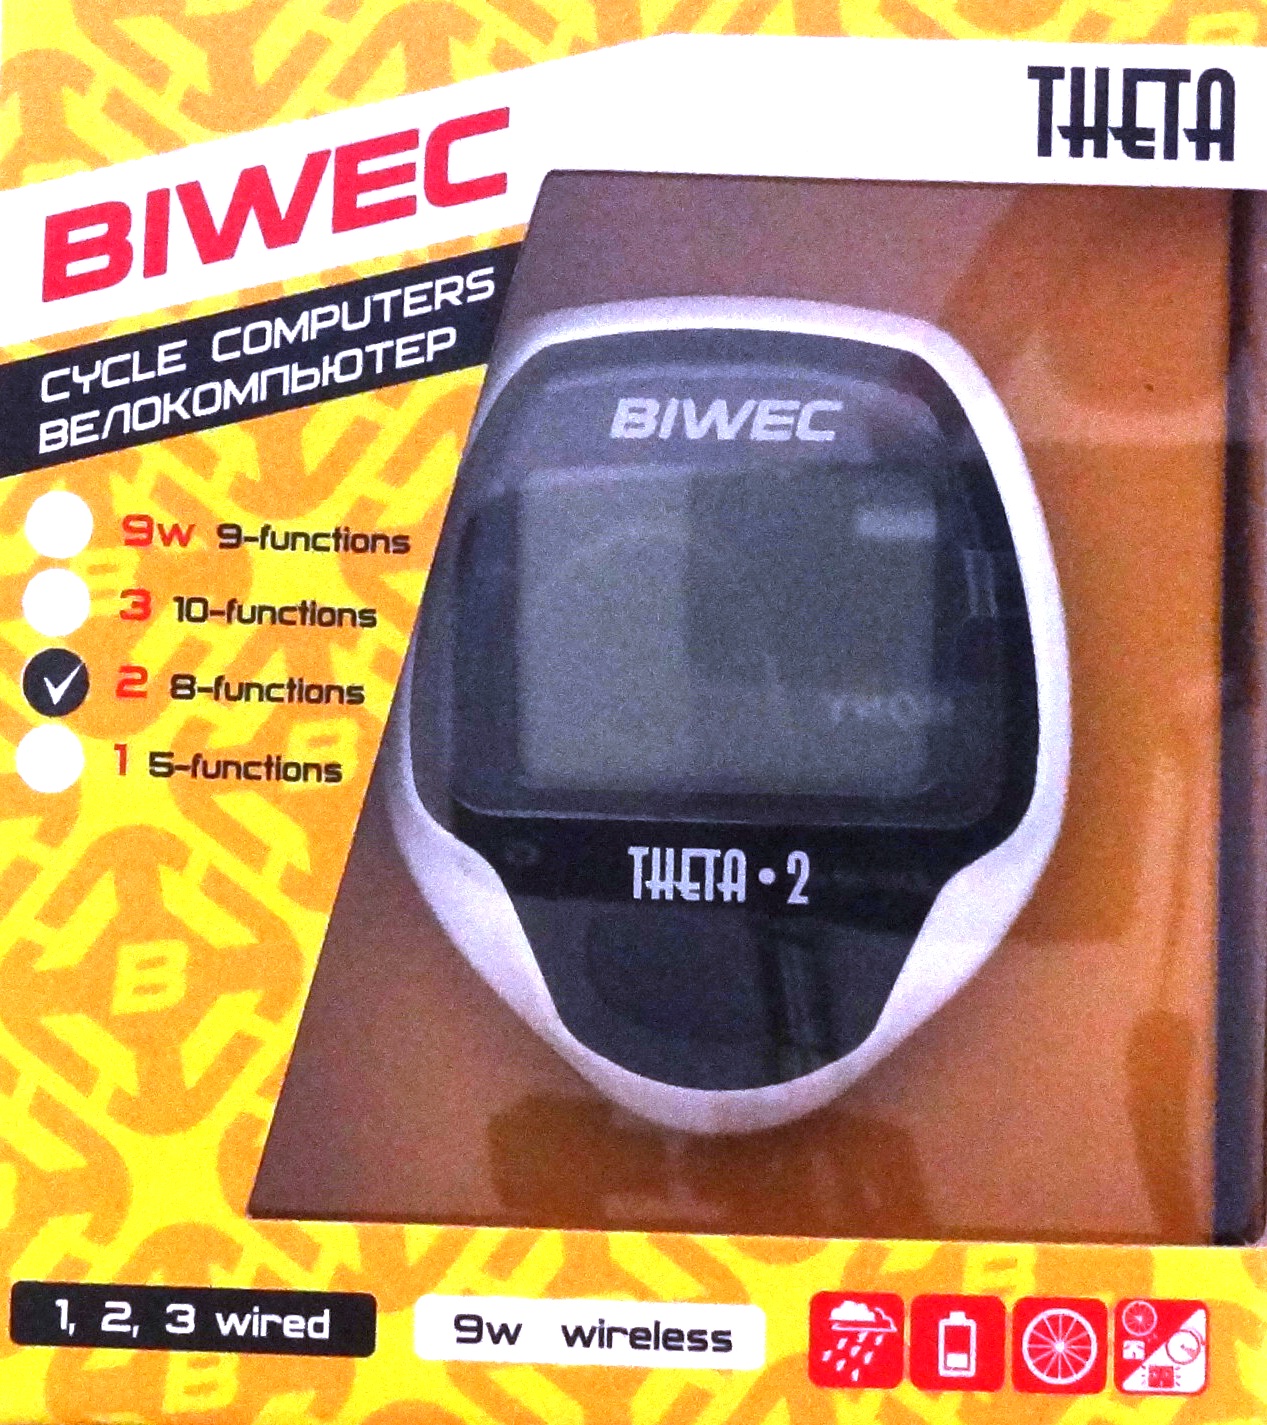 THETA
BIWEC
CYCLE COMPUTERS
ВЕЛОКОМПЬЮТЕР
9w 9-functions
3 10-functions
2 8-functions
1 5-functions
BIWEC
THETA • 2
1, 2, 3 wired
9w wireless